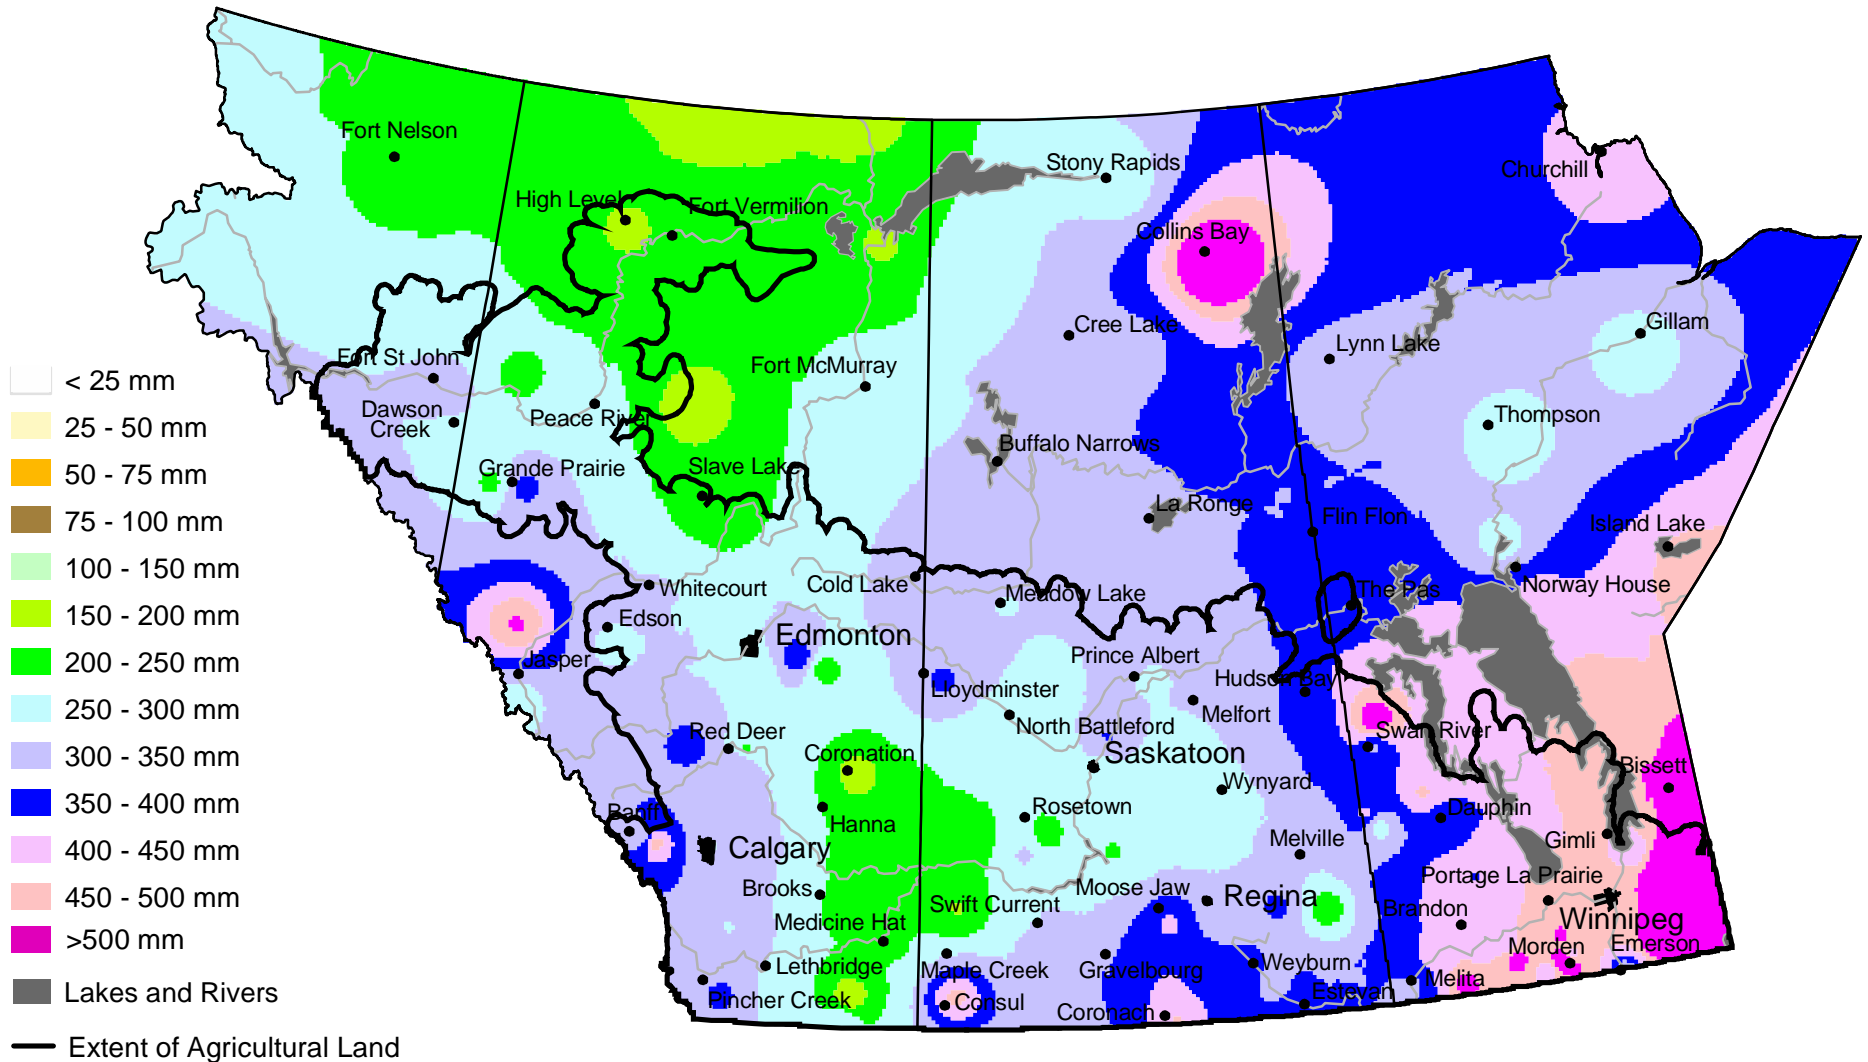 Fort Nelson
Stony Rapids
Churchill
High Level
Fort Vermilion
Collins Bay
Cree Lake
Gillam
Lynn Lake
Fort St John
Fort McMurray
Dawson
Creek
Peace River
Thompson
Buffalo Narrows
Grande Prairie
Slave Lake
La Ronge
Flin Flon
Island Lake
Whitecourt
Cold Lake
Meadow Lake
The Pas
Norway House
Edson
Edmonton
Jasper
Prince Albert
Hudson Bay
Lloydminster
Melfort
North Battleford
Red Deer
Swan River
Coronation
Saskatoon
Bissett
Wynyard
Banff
Hanna
Rosetown
Dauphin
Calgary
Melville
Gimli
Portage La Prairie
Brooks
Moose Jaw
Regina
Swift Current
Brandon
Medicine Hat
Winnipeg
Morden
Emerson
Lethbridge
Maple Creek
Gravelbourg
Weyburn
Melita
Pincher Creek
Consul
Coronach
Estevan
< 25 mm
25 - 50 mm
50 - 75 mm
75 - 100 mm
100 - 150 mm
150 - 200 mm
200 - 250 mm
250 - 300 mm
300 - 350 mm
350 - 400 mm
400 - 450 mm
450 - 500 mm
>500 mm
Lakes and Rivers
Extent of Agricultural Land